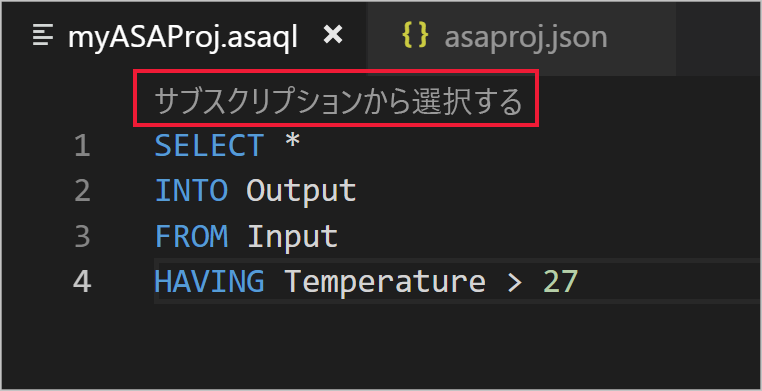 myASAProj.asaql × {} asaproj.json
サブスクリプションから選択する
1 SELECT *
2 INTO Output
3 FROM Input
4 HAVING Temperature > 27